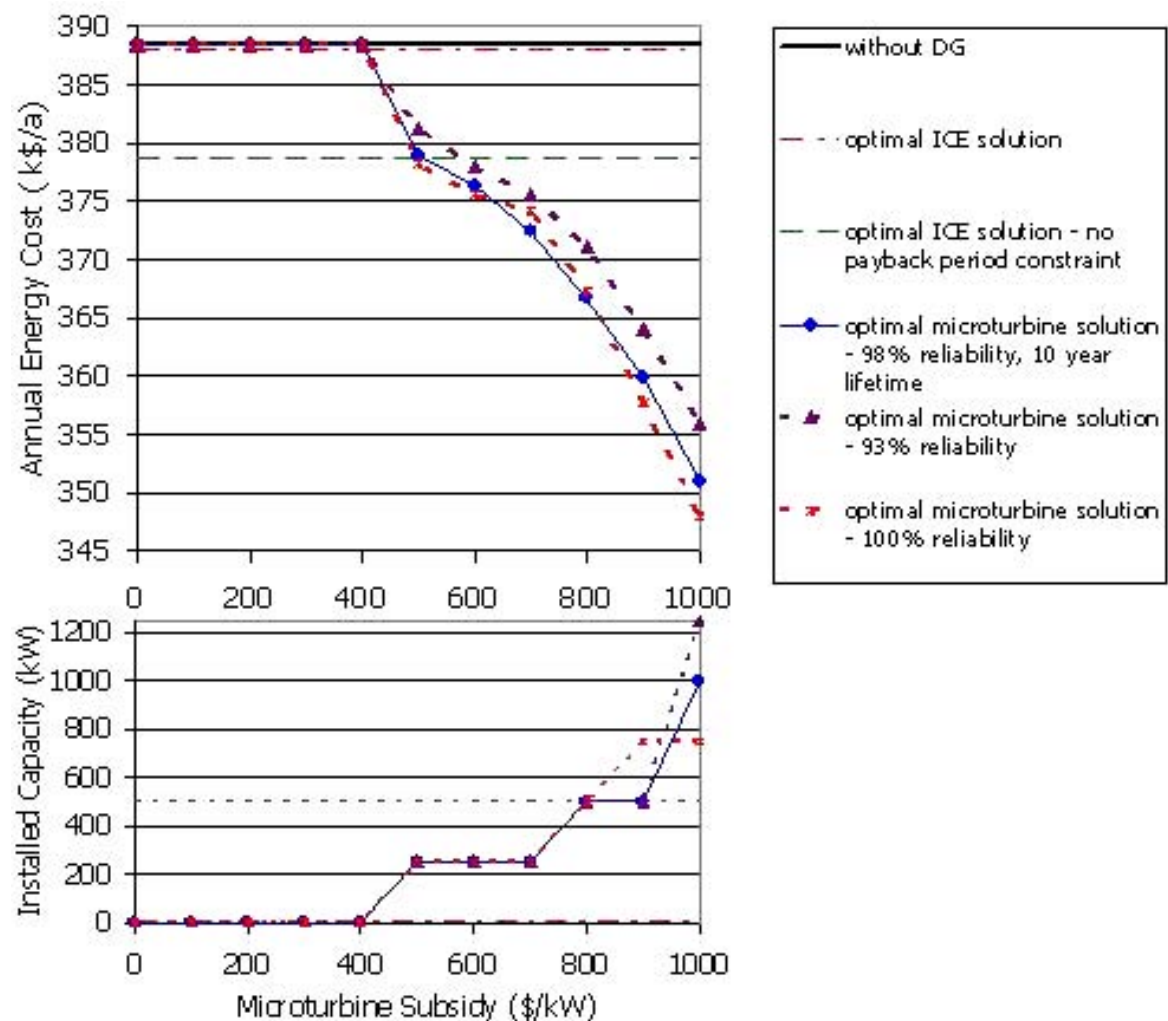 390
385
380
375
370
365
360
355
350
345
Annual Energy Cost ( k$/a)
0 200 400 600 800 1000
without DG
optimal ICE solution
optimal ICE solution - no
payback period constraint
optimal microturbine solution
- 98% reliability, 10 year
lifetime
optimal microturbine solution
- 93% reliability
optimal microturbine solution
- 100% reliability
1200
1000
800
600
400
200
0
Installed Capacity (kW)
0 200 400 600 800 1000
Microturbine Subsidy ($/kW)